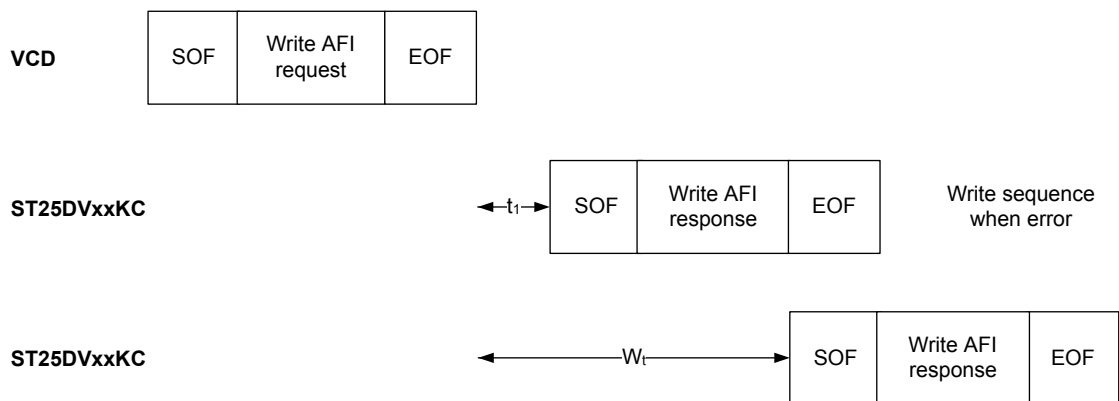 VCD
SOF
Write AFI
request
EOF
ST25DVxxKC
t₁
SOF
Write AFI
response
EOF
Write sequence
when error
ST25DVxxKC
Wₜ
SOF
Write AFI
response
EOF